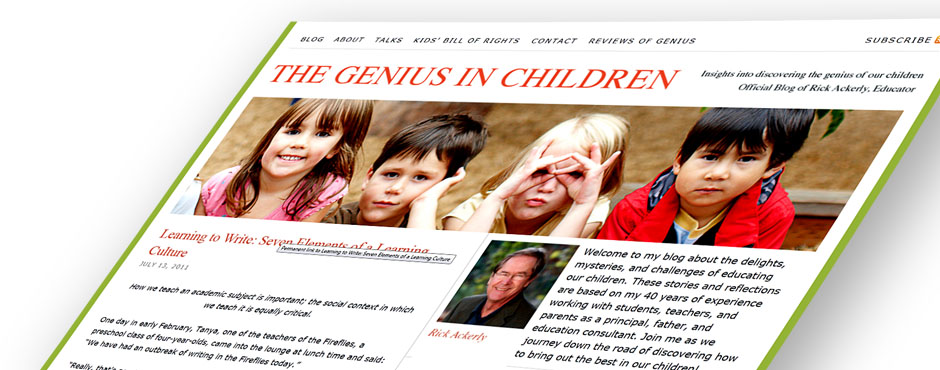 BLOG ABOUT TALKS KIDS' BILL OF RIGHTS CONTACT REVIEWS OF GENIUS SUBSCRIBE
THE GENIUS IN CHILDREN
Insights into discovering the genius of our children
Official Blog of Rick Ackerly, Educator
Learning to Write: Seven Elements of a Learning
Culture
Permanent link to Learning to Write: Seven Elements of a Learning Culture
JULY 13, 2011
How we teach an academic subject is important; the social context in which
we teach it is equally critical.
One day in early February, Tanya, one of the teachers of the Fireflies, a
preschool class of four-year-olds, came into the lounge at lunch time and said:
"We have had an outbreak of writing in the Fireflies today."
"Really, that's
Rick Ackerly
Welcome to my blog about the delights,
mysteries, and challenges of educating
our children. These stories and reflections
are based on my 40 years of experience
working with students, teachers, and
parents as a principal, father, and
education consultant. Join me as we
journey down the road of discovering how
to bring out the best in our children!